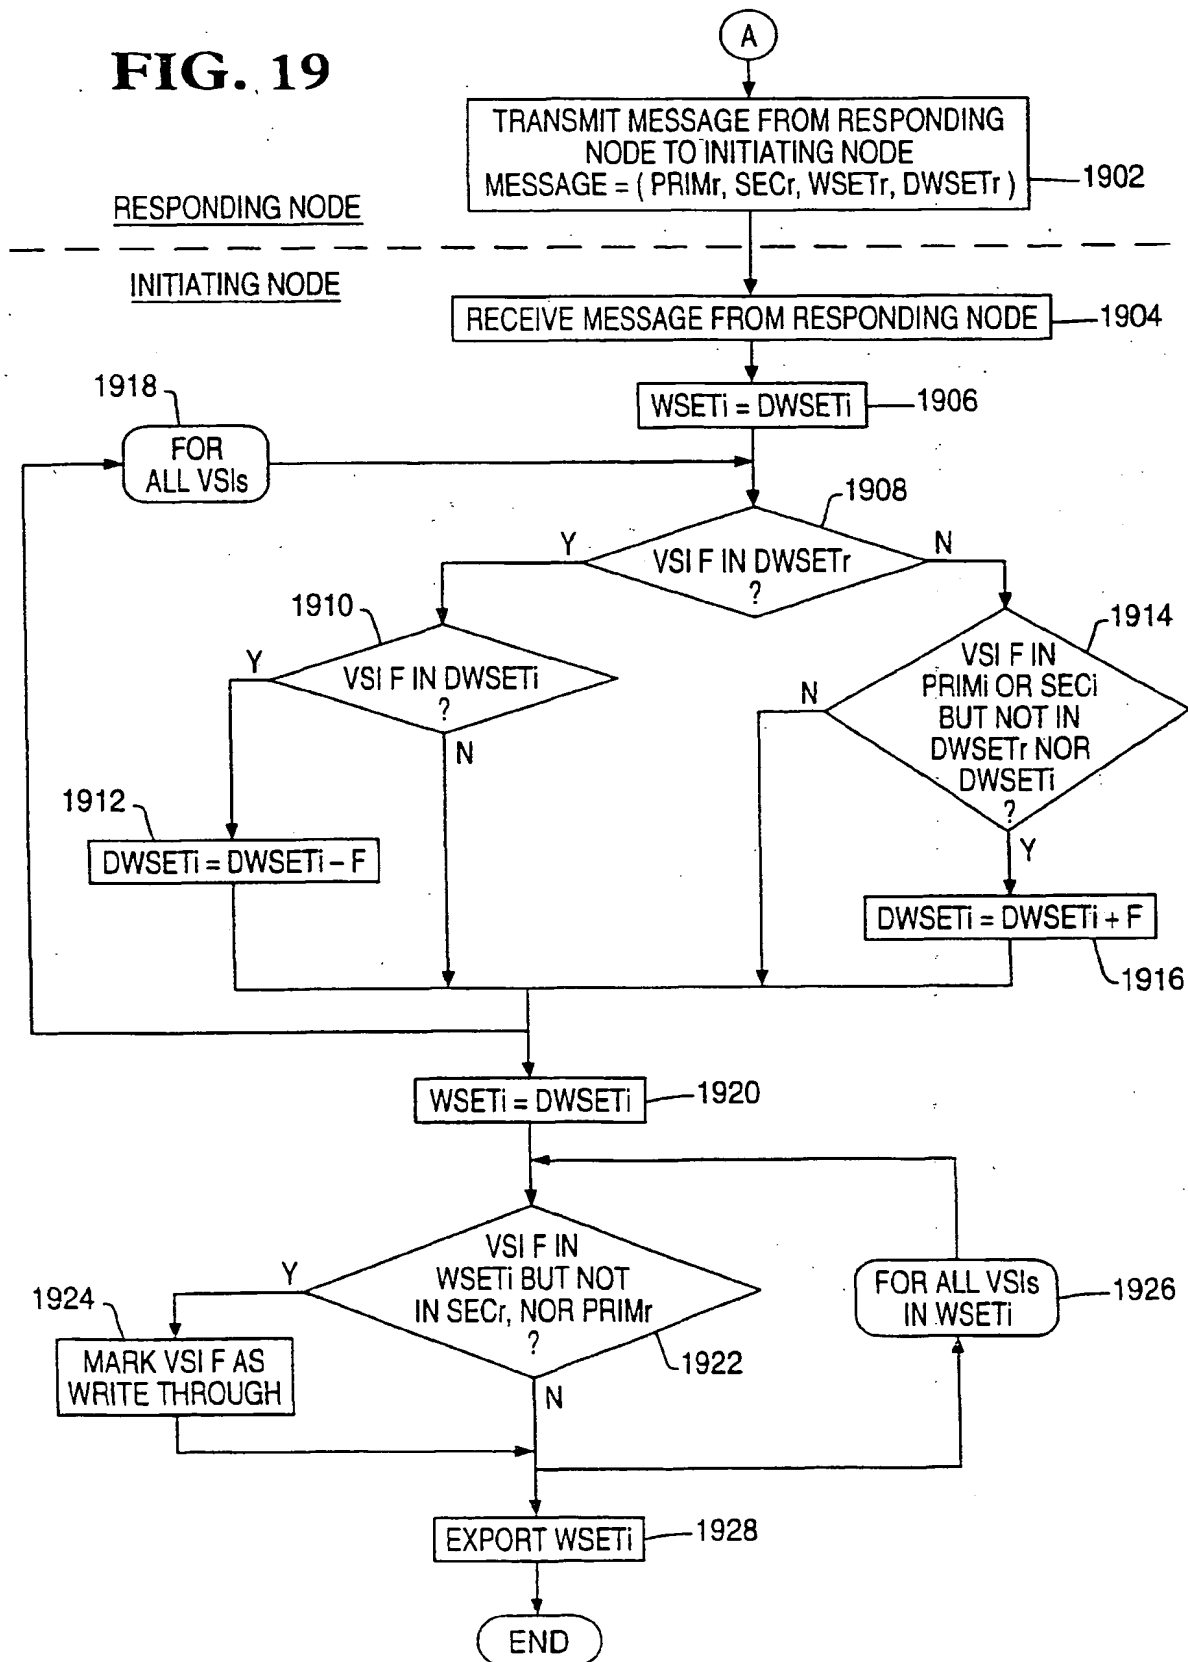 FIG. 19
A
TRANSMIT MESSAGE FROM RESPONDING
NODE TO INITIATING NODE
MESSAGE = ( PRIMr, SECr, WSETr, DWSETr )
1902
RESPONDING NODE
INITIATING NODE
RECEIVE MESSAGE FROM RESPONDING NODE
1904
1918
FOR
ALL VSIs
WSETi = DWSETi
1906
1908
VSI F IN DWSETr
?
Y
N
1910
VSI F IN DWSETi
?
Y
N
1914
VSI F IN
PRIMi OR SECi
BUT NOT IN
DWSETr NOR
DWSETi
?
N
Y
1912
DWSETi = DWSETi – F
DWSETi = DWSETi + F
1916
WSETi = DWSETi
1920
VSI F IN
WSETi BUT NOT
IN SECr, NOR PRIMr
?
Y
N
1922
1924
MARK VSI F AS
WRITE THROUGH
FOR ALL VSIs
IN WSETi
1926
EXPORT WSETi
1928
END